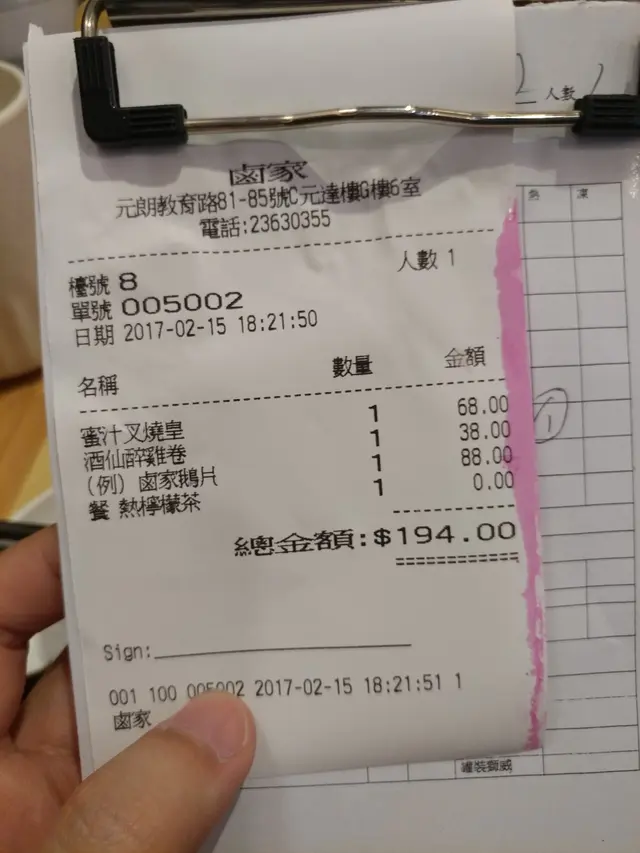 人數
鹵家
元朗教育路81-85號C元達樓G樓6室
電話:23630355
熱 凍
檯號 8 人數 1
單號 005002
日期 2017-02-15 18:21:50
名稱 數量 金額
蜜汁叉燒皇 1 68.00
酒仙醉雞卷 1 38.00
(例) 鹵家鵝片 1 88.00
餐 熱檸檬茶 1 0.00
總金額:$194.00
Sign:
001 100 005002 2017-02-15 18:21:51 1
鹵家